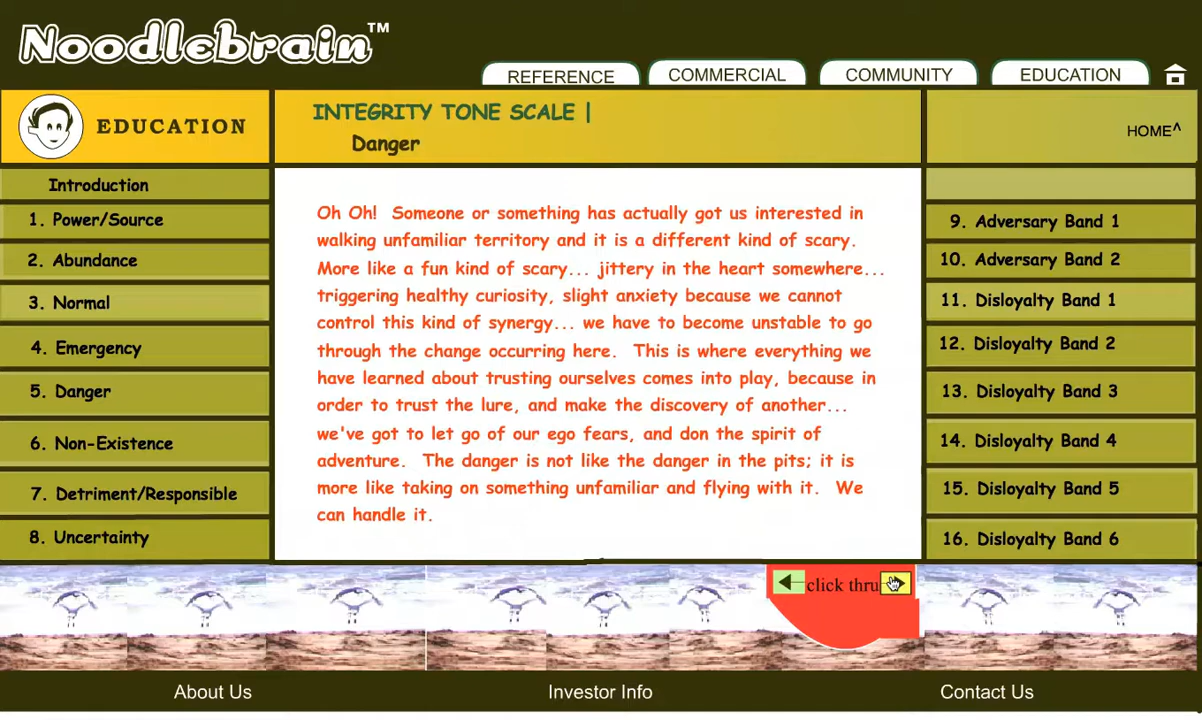 Noodlebrain™
REFERENCE
COMMERCIAL
COMMUNITY
EDUCATION
EDUCATION
INTEGRITY TONE SCALE |
Danger
HOME^
Introduction
1. Power/Source
2. Abundance
3. Normal
4. Emergency
5. Danger
6. Non-Existence
7. Detriment/Responsible
8. Uncertainty
Oh Oh! Someone or something has actually got us interested in
walking unfamiliar territory and it is a different kind of scary.
More like a fun kind of scary... jittery in the heart somewhere...
triggering healthy curiosity, slight anxiety because we cannot
control this kind of synergy... we have to become unstable to go
through the change occurring here. This is where everything we
have learned about trusting ourselves comes into play, because in
order to trust the lure, and make the discovery of another...
we've got to let go of our ego fears, and don the spirit of
adventure. The danger is not like the danger in the pits; it is
more like taking on something unfamiliar and flying with it. We
can handle it.
9. Adversary Band 1
10. Adversary Band 2
11. Disloyalty Band 1
12. Disloyalty Band 2
13. Disloyalty Band 3
14. Disloyalty Band 4
15. Disloyalty Band 5
16. Disloyalty Band 6
click thru
About Us
Investor Info
Contact Us